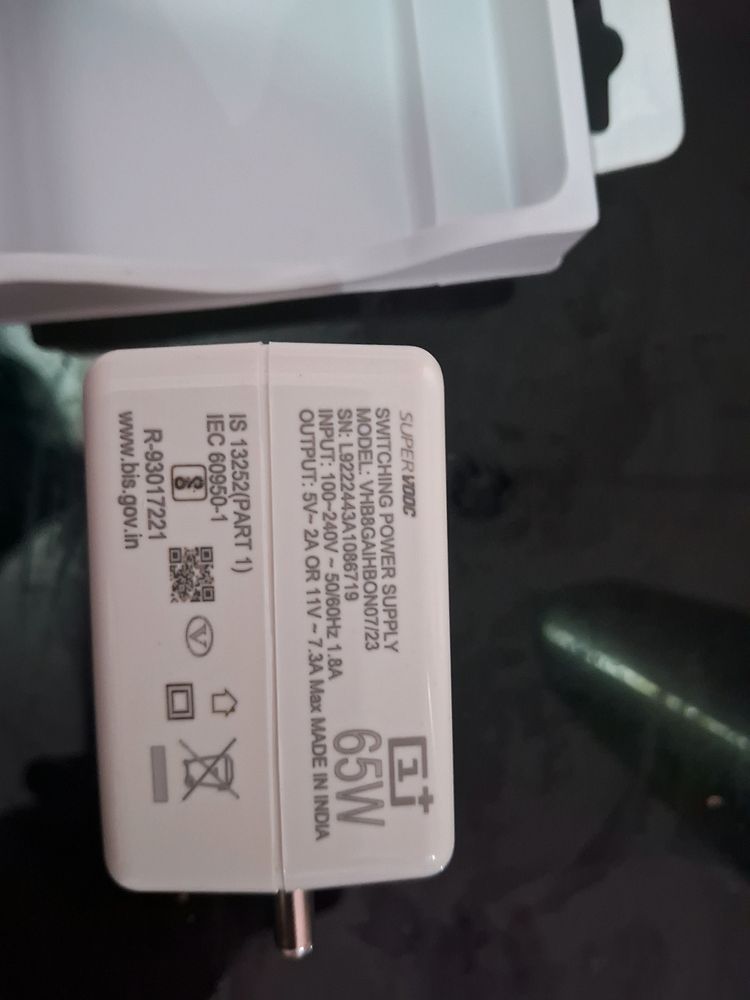 SUPERVOOC
SWITCHING POWER SUPPLY
MODEL: VHB8GAIHBON07/23
SN: L9222443A1086719
INPUT: 100~240V ~ 50/60Hz 1.8A
OUTPUT: 5V~ 2A OR 11V ~ 7.3A Max MADE IN INDIA
65W
IS 13252(PART 1)
IEC 60950-1
R-93017221
www.bis.gov.in
V